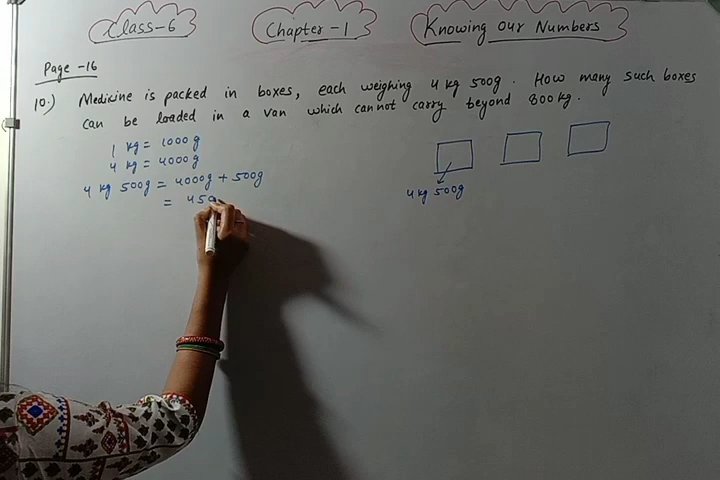 Class-6 Chapter-1 Knowing Our Numbers
Page -16
10.) Medicine is packed in boxes, each weighing 4 kg 500g. How many such boxes
can be loaded in a van which cannot carry beyond 800 kg.
1 kg = 1000 g
4 kg = 4000 g
4 kg 500g = 4000g + 500g
= 450
4 kg 500g